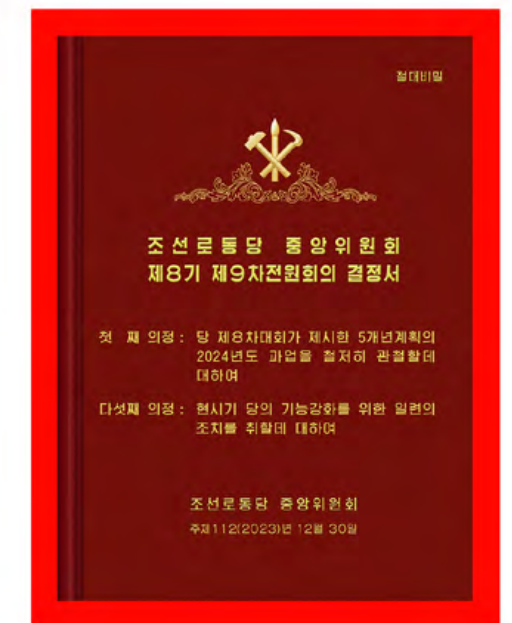 절대비밀
조선로동당 중앙위원회
제8기 제9차전원회의 결정서
첫 째 의정 : 당 제8차대회가 제시한 5개년계획의
2024년도 과업을 철저히 관철할데
대하여
다섯째 의정 : 현시기 당의 기능강화를 위한 일련의
조치를 취할데 대하여
조선로동당 중앙위원회
주체112(2023)년 12월 30일